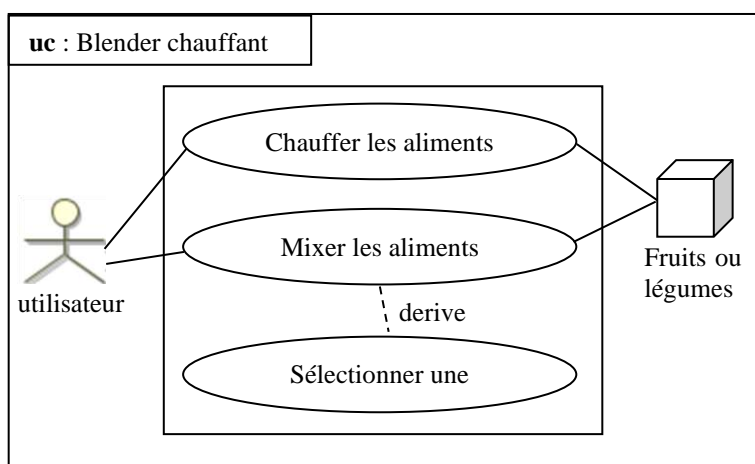 uc : Blender chauffant
Chauffer les aliments
Mixer les aliments
utilisateur
Fruits ou
légumes
derive
Sélectionner une